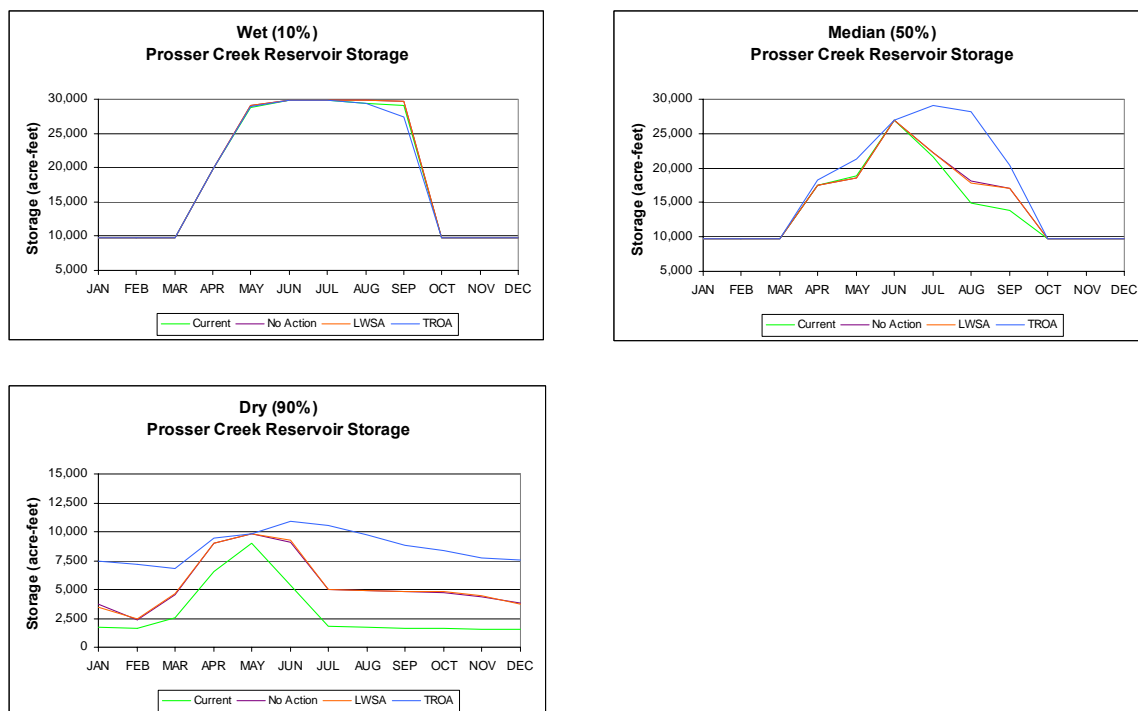 Wet (10%)
Prosser Creek Reservoir Storage
Storage (acre-feet)
30,000
25,000
20,000
15,000
10,000
5,000
JAN FEB MAR APR MAY JUN JUL AUG SEP OCT NOV DEC
Current No Action LWSA TROA
Median (50%)
Prosser Creek Reservoir Storage
Storage (acre-feet)
30,000
25,000
20,000
15,000
10,000
5,000
JAN FEB MAR APR MAY JUN JUL AUG SEP OCT NOV DEC
Current No Action LWSA TROA
Dry (90%)
Prosser Creek Reservoir Storage
Storage (acre-feet)
15,000
12,500
10,000
7,500
5,000
2,500
0
JAN FEB MAR APR MAY JUN JUL AUG SEP OCT NOV DEC
Current No Action LWSA TROA